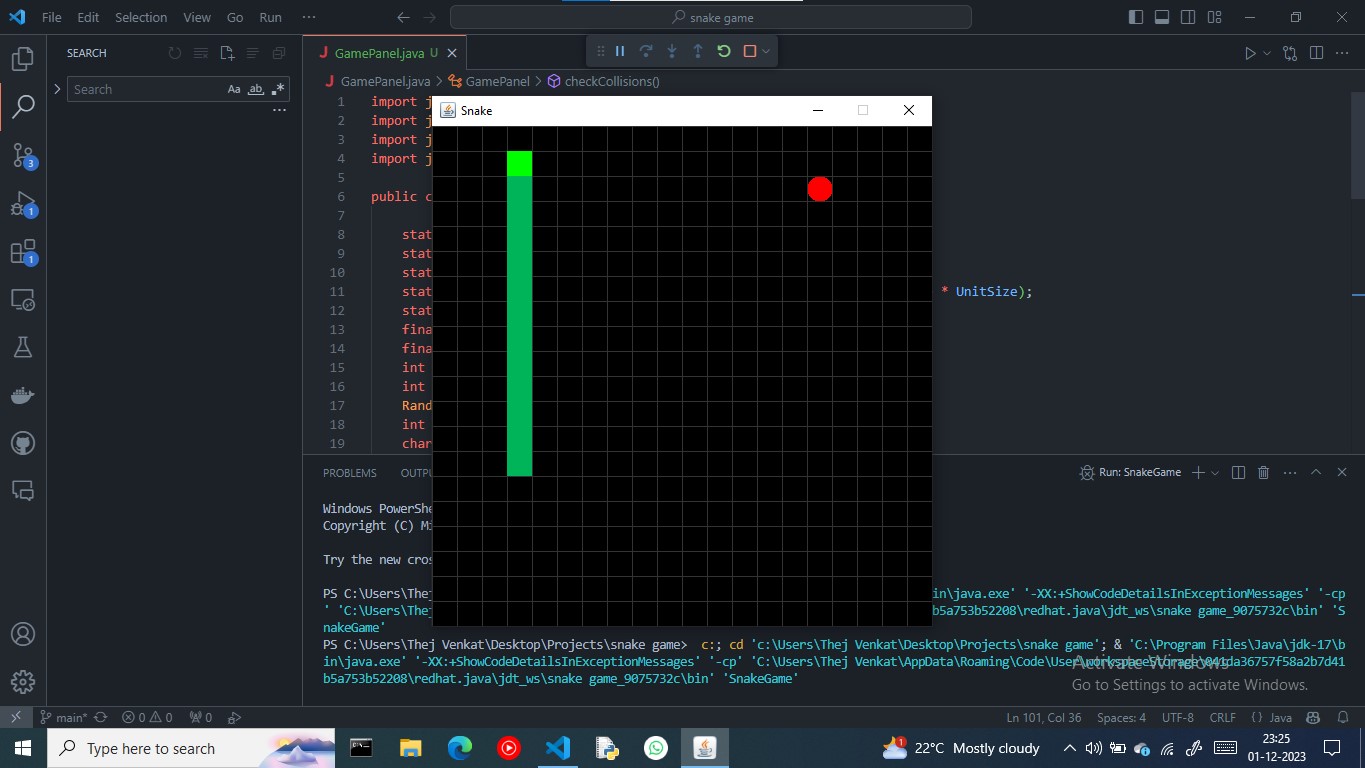 File Edit Selection View Go Run ··· snake game
SEARCH
Search Aa ab
GamePanel.java U
GamePanel.java > GamePanel > checkCollisions()
1 import j
2 import j
3 import j
4 import j
5
6 public c
7
8 stat
9 stat
10 stat
11 stat * UnitSize);
12 stat
13 fina
14 fina
15 int
16 int
17 Rand
18 int
19 char
Snake
3
1
1
PROBLEMS OUTPU Run: SnakeGame
Windows PowerShe
Copyright (C) Mi
Try the new cros
PS C:\Users\Thej in\java.exe' '-XX:+ShowCodeDetailsInExceptionMessages' '-cp
' 'C:\Users\Thej b5a753b52208\redhat.java\jdt_ws\snake game_9075732c\bin' 'S
nakeGame'
PS C:\Users\Thej Venkat\Desktop\Projects\snake game> c:; cd 'c:\Users\Thej Venkat\Desktop\Projects\snake game'; & 'C:\Program Files\Java\jdk-17\b
in\java.exe' '-XX:+ShowCodeDetailsInExceptionMessages' '-cp' 'C:\Users\Thej Venkat\AppData\Roaming\Code\User\workspaceStorage\841da36757f58a2b7d41
b5a753b52208\redhat.java\jdt_ws\snake game_9075732c\bin' 'SnakeGame'
Activate Windows
Go to Settings to activate Windows.
main* 0 0 0 Ln 101, Col 36 Spaces: 4 UTF-8 CRLF {} Java
Type here to search 1 22°C Mostly cloudy 23:25
01-12-2023